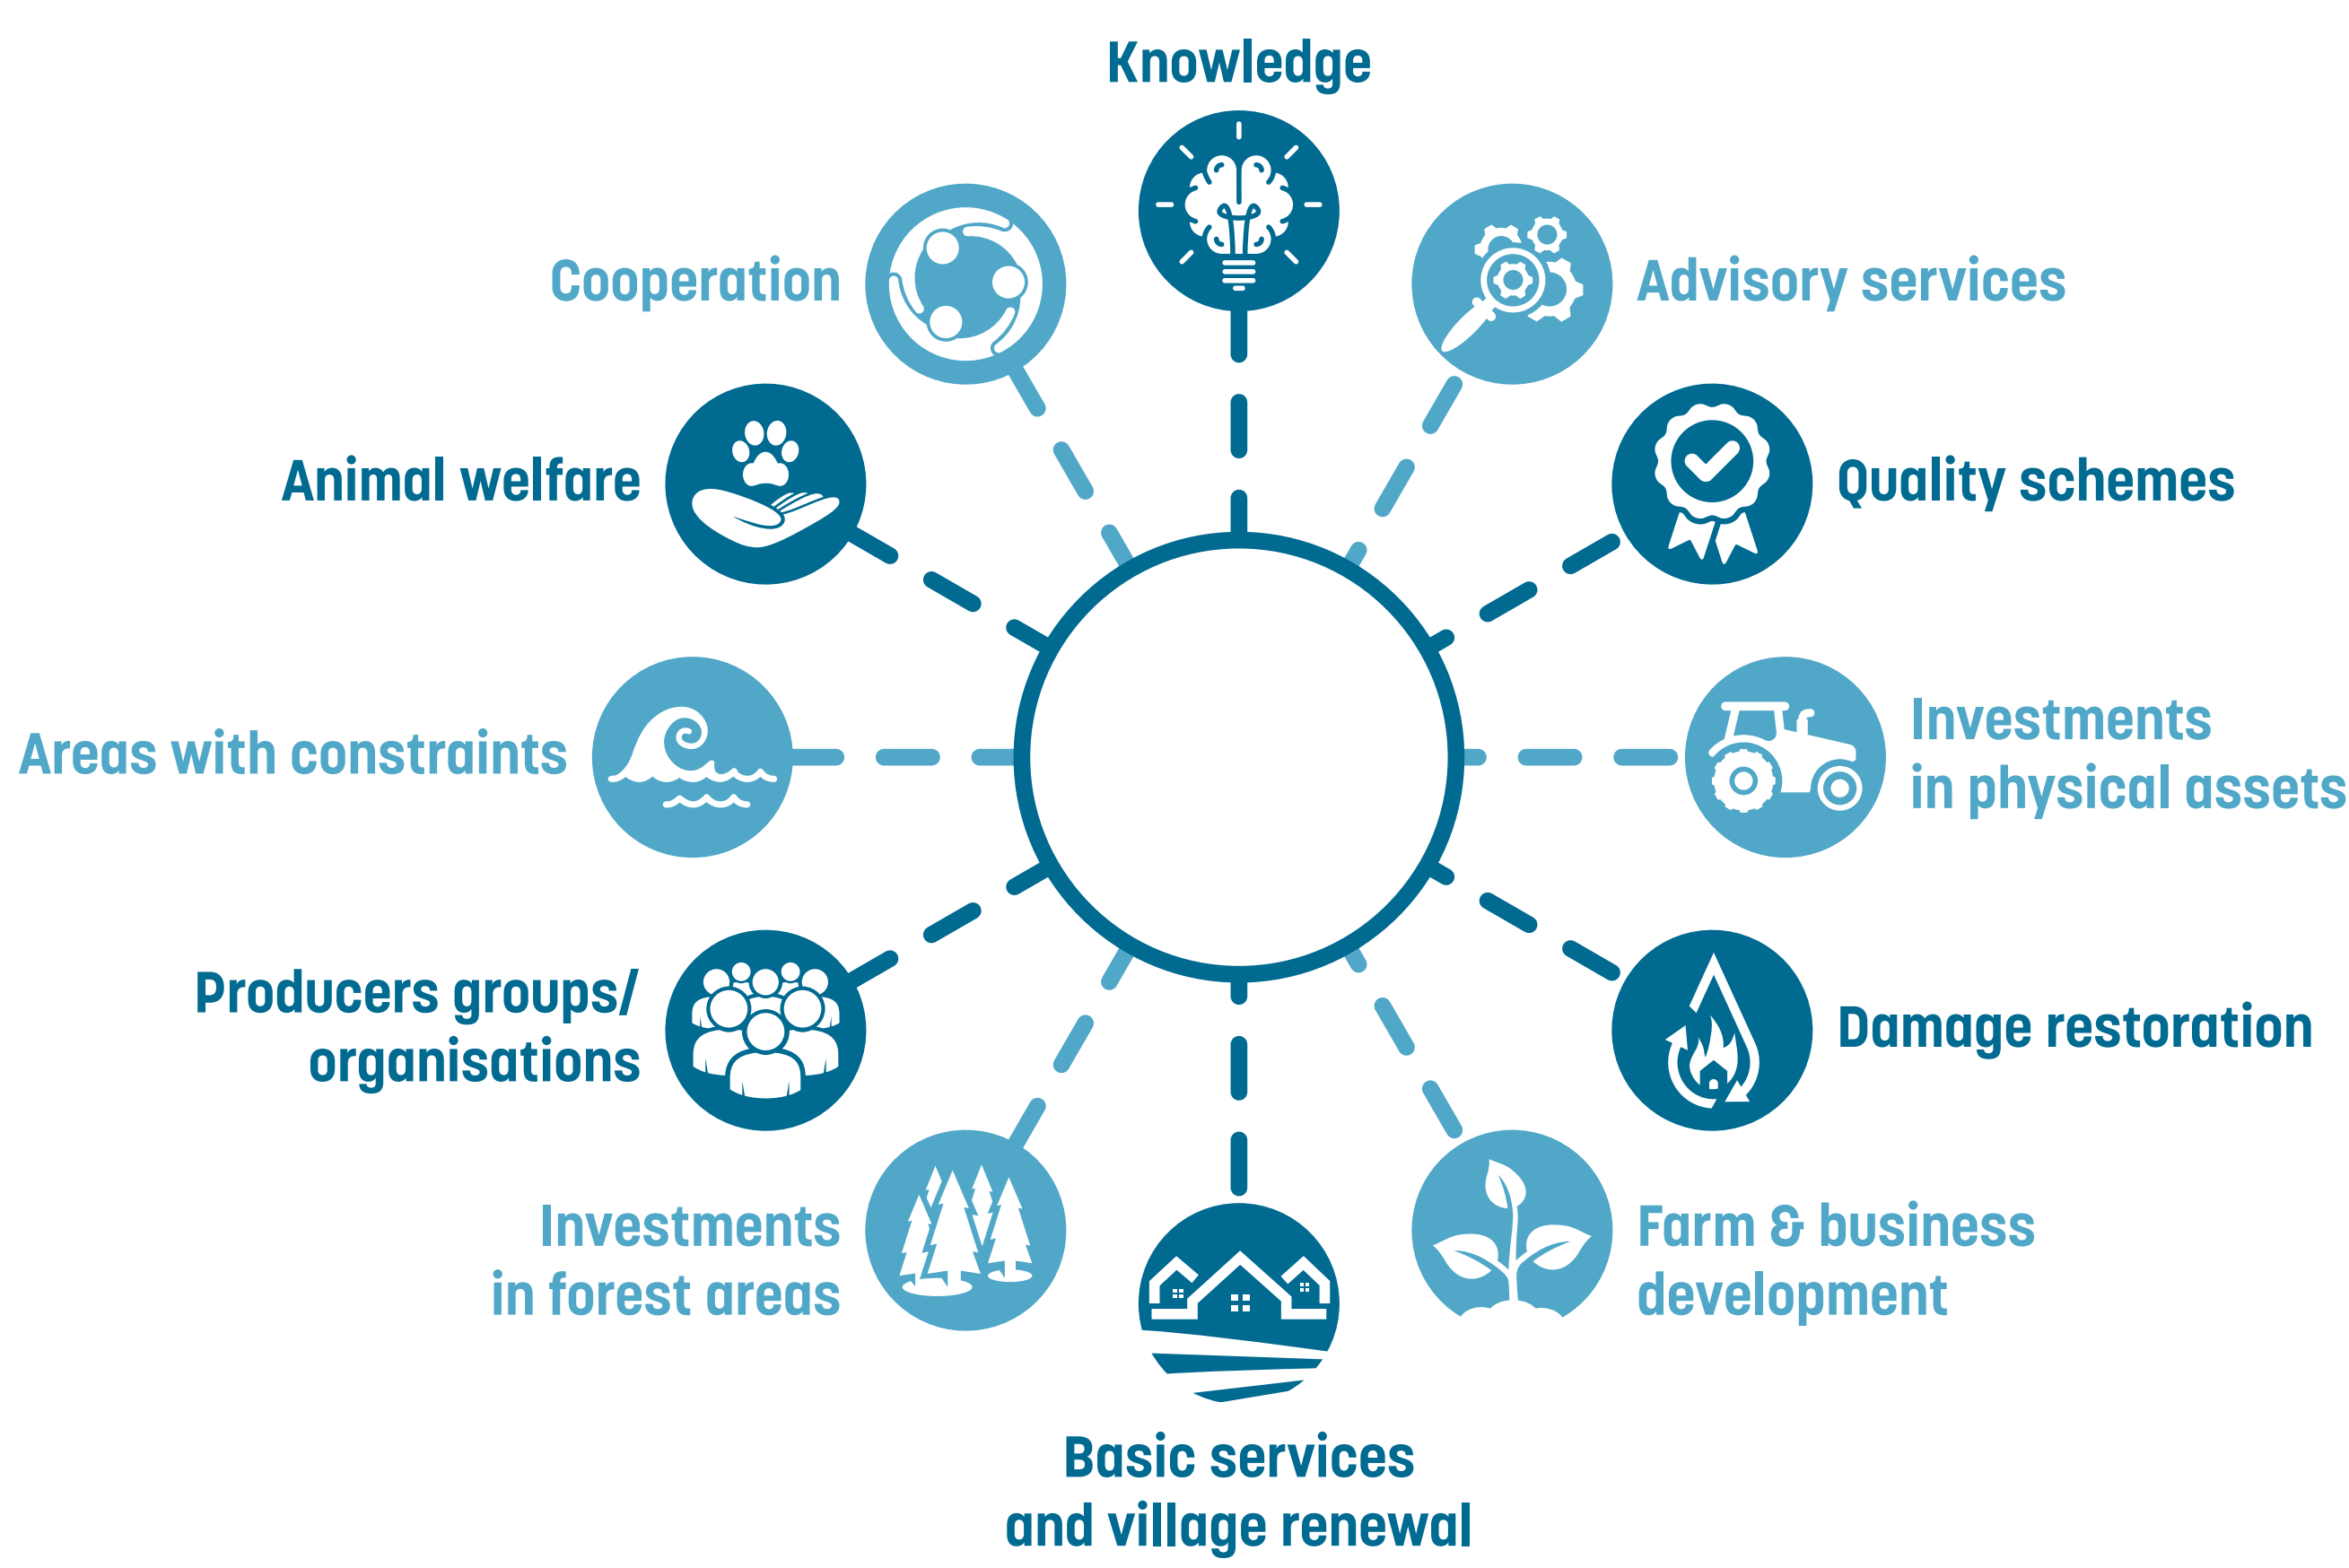 Knowledge
Cooperation
Advisory services
Animal welfare
Quality schemes
Areas with constraints
Investments
in physical assets
Producers groups/
organisations
Damage restoration
Investments
in forest areas
Farm & business
development
Basic services
and village renewal